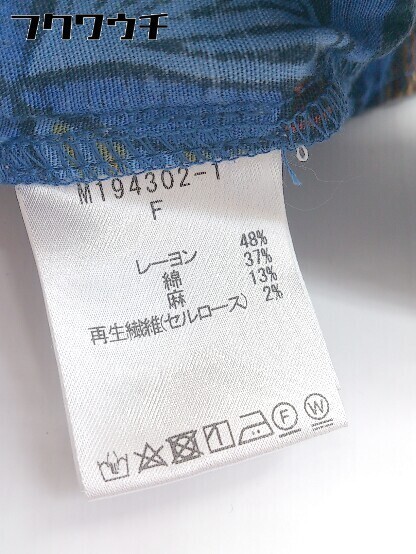 フクワウチ
M194302-1
F
レーヨン 48%
綿 37%
麻 13%
再生繊維(セルロース) 2%
F W